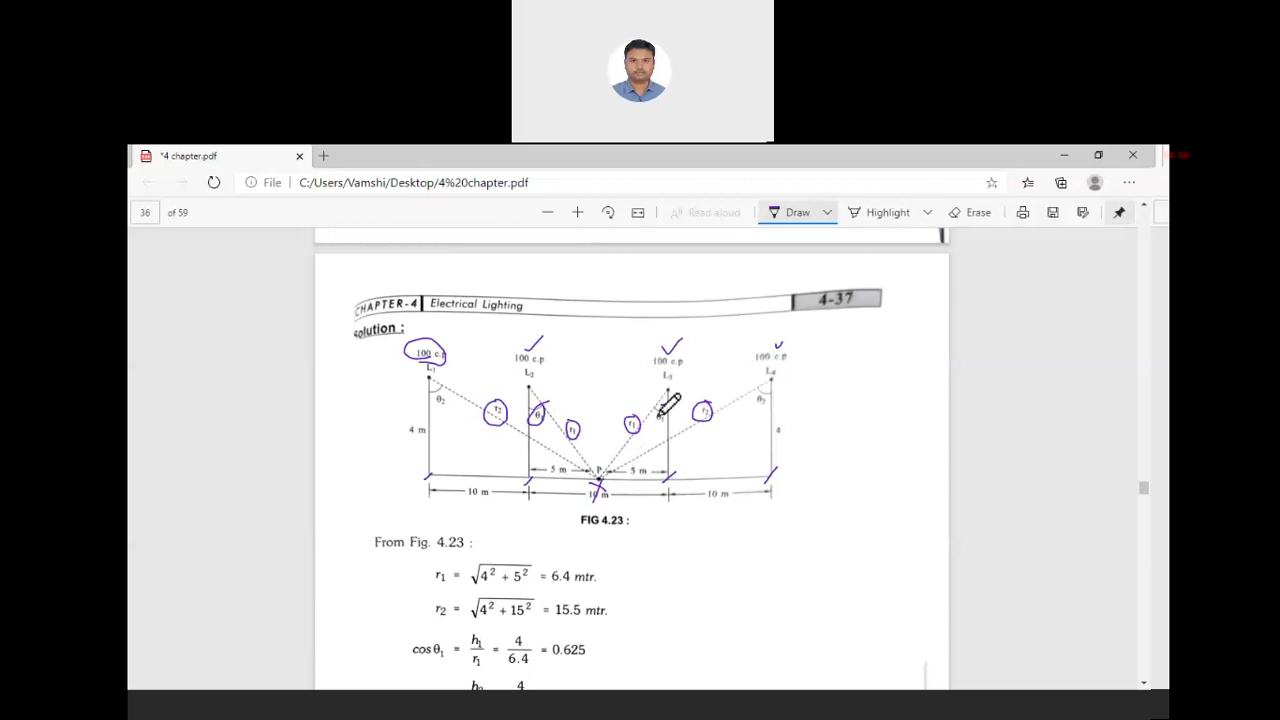 *4 chapter.pdf
File C:/Users/Vamshi/Desktop/4%20chapter.pdf
36 of 59 Read aloud Draw Highlight Erase
CHAPTER-4 Electrical Lighting 4-37
solution :
100 c.p 100 c.p 100 c.p 100 c.p
L1 L2 L3 L4
θ2 θ1 θ2
r2 r1 r1 r2
4 m 4
5 m P 5 m
10 m 10 m 10 m
FIG 4.23 :
From Fig. 4.23 :
r1 = √4² + 5² = 6.4 mtr.
r2 = √4² + 15² = 15.5 mtr.
cosθ1 = h1/r1 = 4/6.4 = 0.625
h2 4